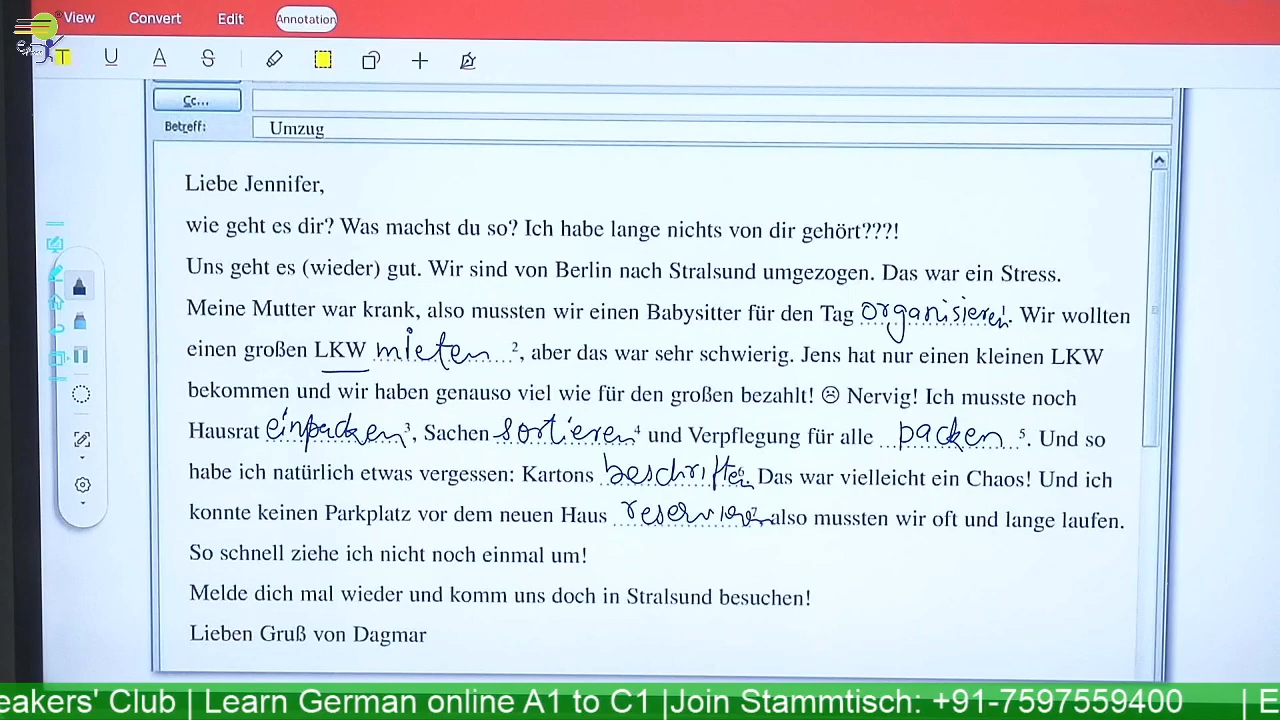 View Convert Edit Annotation
T U A S
Cc...
Betreff: Umzug
Liebe Jennifer,
wie geht es dir? Was machst du so? Ich habe lange nichts von dir gehört???!
Uns geht es (wieder) gut. Wir sind von Berlin nach Stralsund umgezogen. Das war ein Stress.
Meine Mutter war krank, also mussten wir einen Babysitter für den Tag organisieren¹. Wir wollten
einen großen LKW mieten ², aber das war sehr schwierig. Jens hat nur einen kleinen LKW
bekommen und wir haben genauso viel wie für den großen bezahlt! ☹ Nervig! Ich musste noch
Hausrat einpacken³, Sachen sortieren⁴ und Verpflegung für alle packen ⁵. Und so
habe ich natürlich etwas vergessen: Kartons beschriften⁶ Das war vielleicht ein Chaos! Und ich
konnte keinen Parkplatz vor dem neuen Haus reservieren⁷ also mussten wir oft und lange laufen.
So schnell ziehe ich nicht noch einmal um!
Melde dich mal wieder und komm uns doch in Stralsund besuchen!
Lieben Gruß von Dagmar
eakers' Club | Learn German online A1 to C1 |Join Stammtisch: +91-7597559400 | E